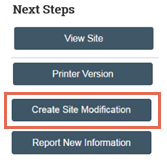 Next Steps
View Site
Printer Version
Create Site Modification
Report New Information